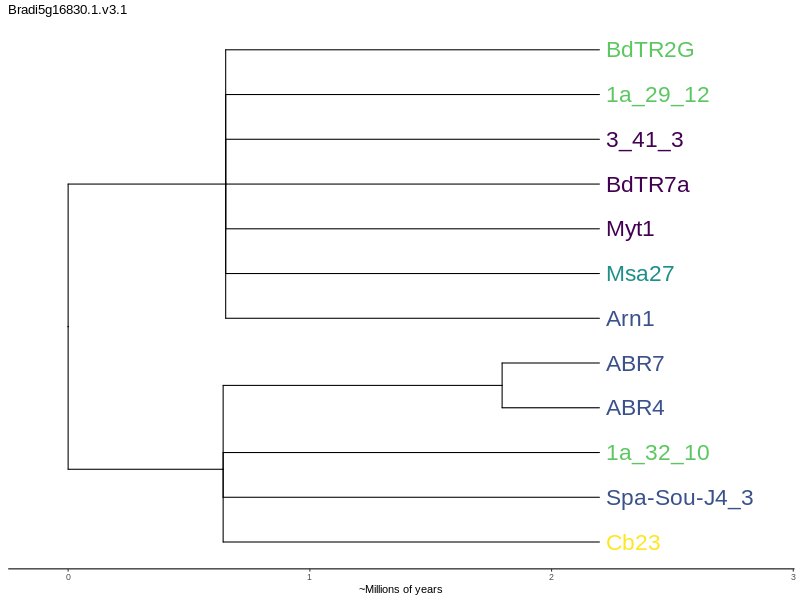 Bradi5g16830.1.v3.1
BdTR2G
1a_29_12
3_41_3
BdTR7a
Myt1
Msa27
Arn1
ABR7
ABR4
1a_32_10
Spa-Sou-J4_3
Cb23
0 1 2 3
~Millions of years